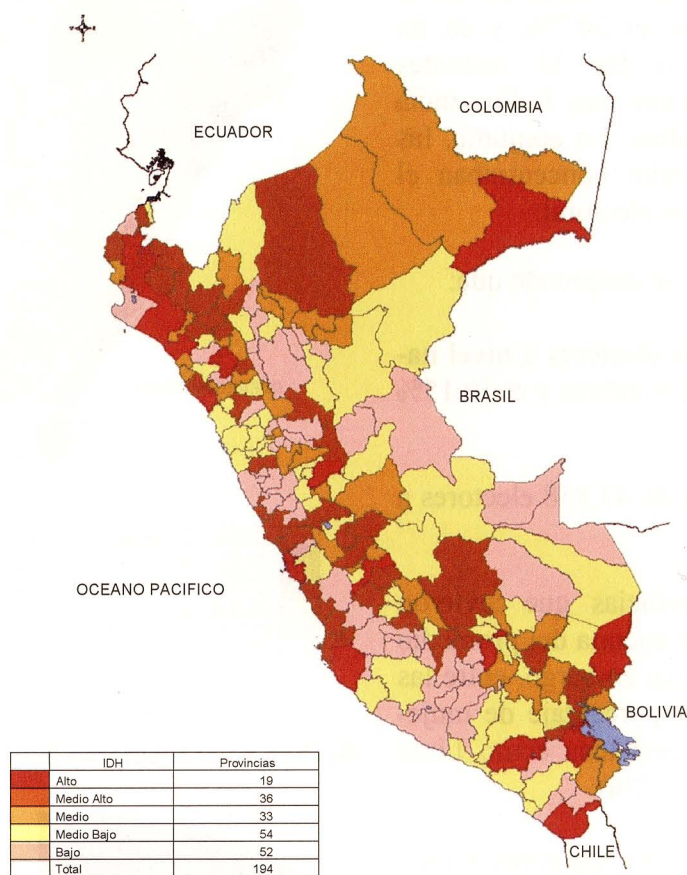 COLOMBIA
ECUADOR
BRASIL
OCEANO PACIFICO
BOLIVIA
CHILE
IDH Provincias
Alto 19
Medio Alto 36
Medio 33
Medio Bajo 54
Bajo 52
Total 194